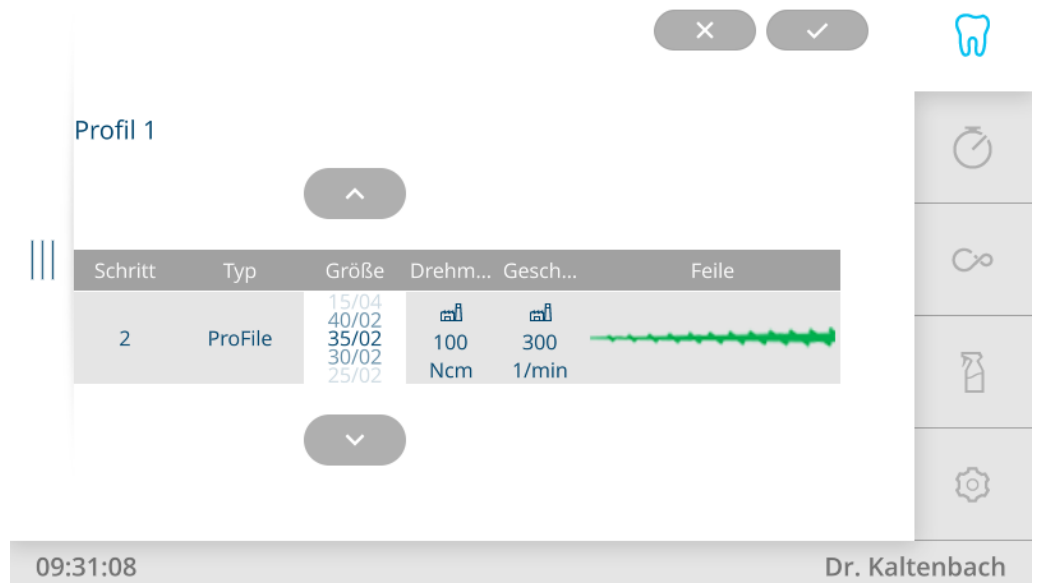 Profil 1
Schritt Typ Größe Drehm... Gesch... Feile
15/04
40/02
2 ProFile 35/02 100 300
30/02
25/02
Ncm 1/min
09:31:08 Dr. Kaltenbach